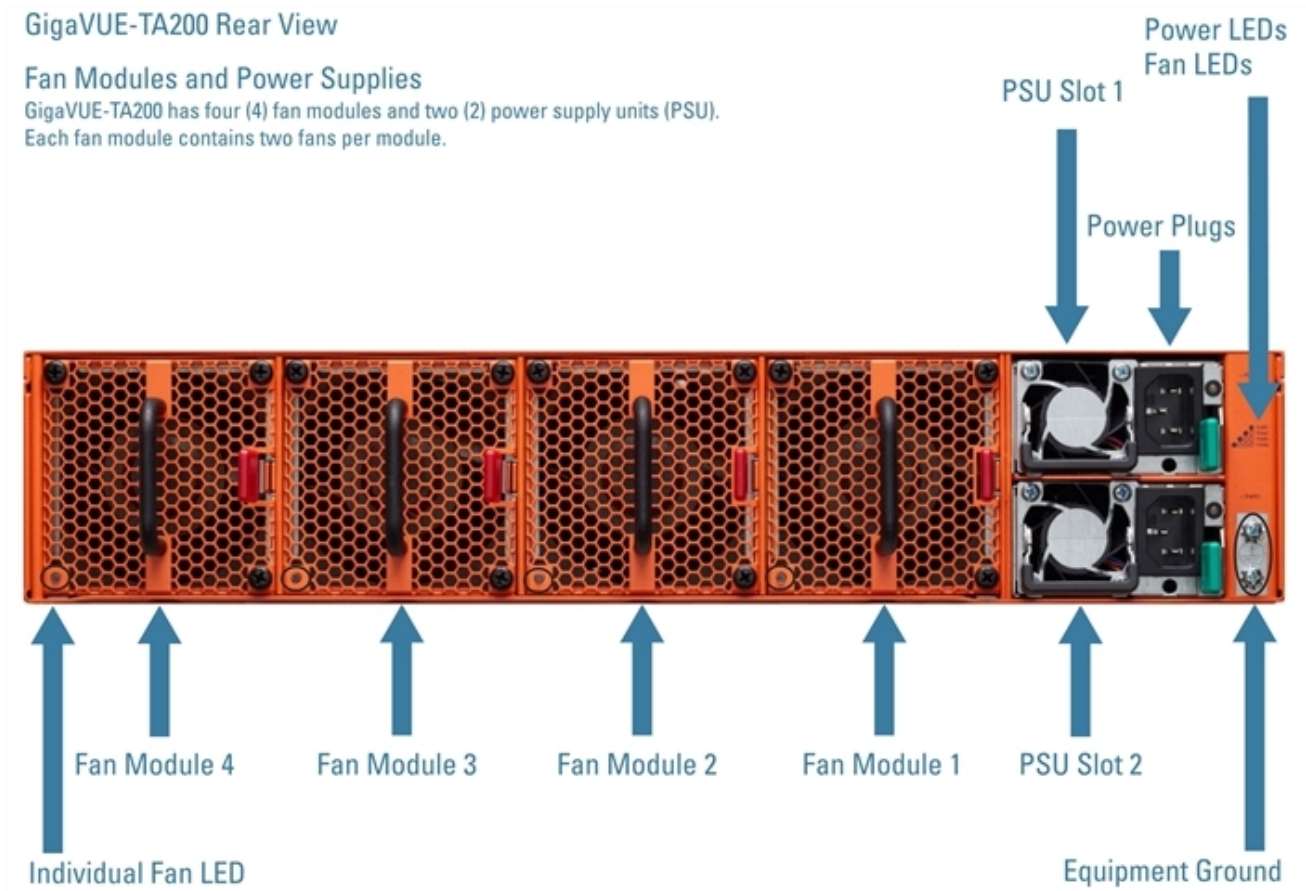 GigaVUE-TA200 Rear View
Fan Modules and Power Supplies
GigaVUE-TA200 has four (4) fan modules and two (2) power supply units (PSU).
Each fan module contains two fans per module.
Power LEDs
Fan LEDs
PSU Slot 1
Power Plugs
Fan Module 4
Fan Module 3
Fan Module 2
Fan Module 1
PSU Slot 2
Individual Fan LED
Equipment Ground